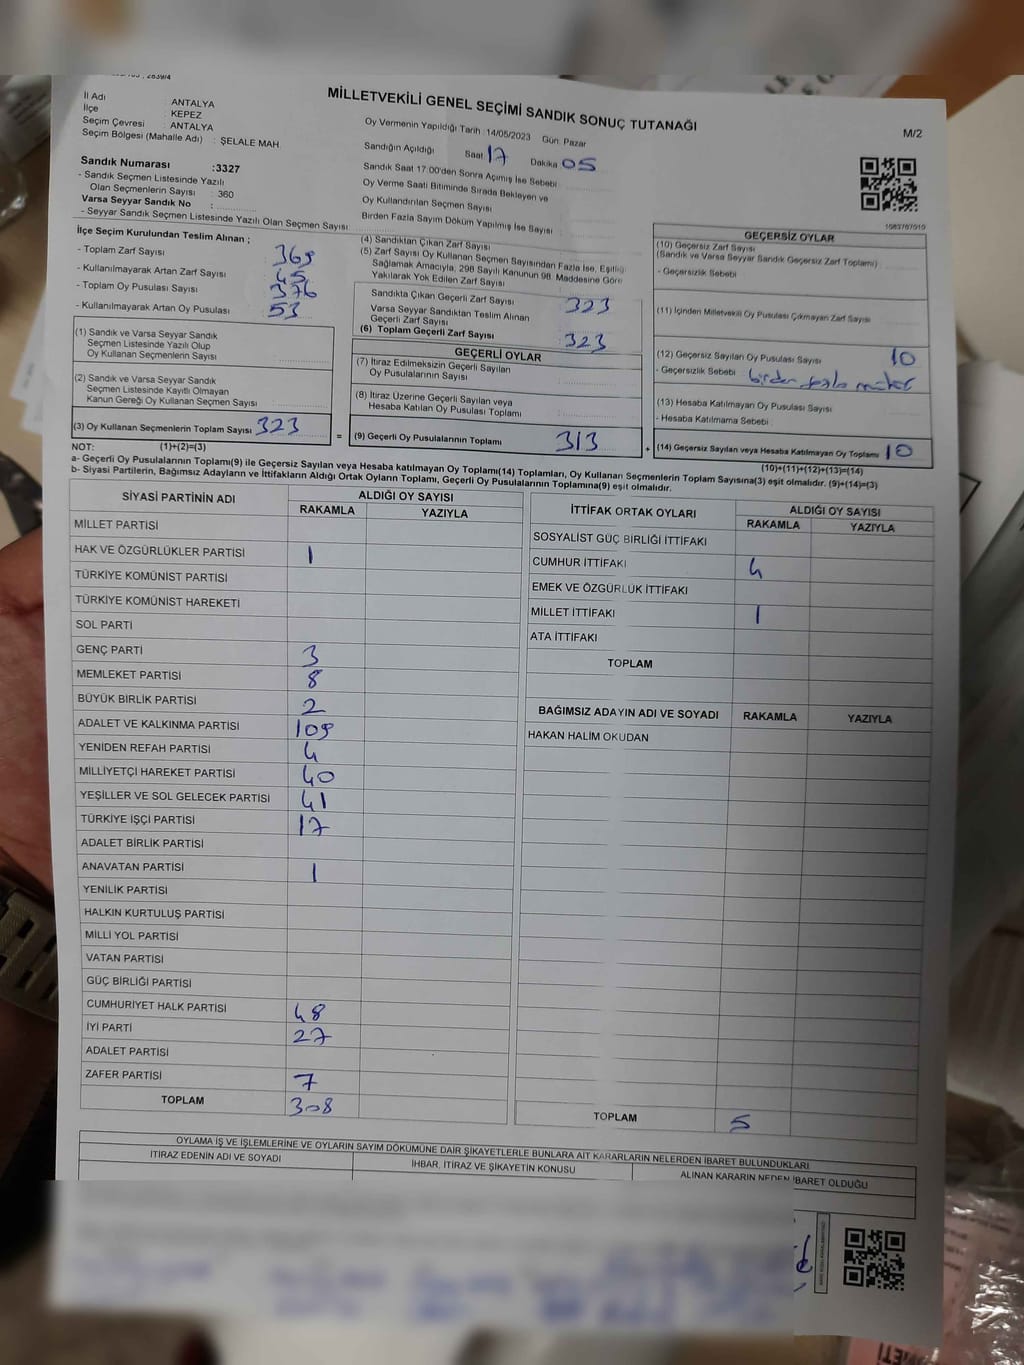 MİLLETVEKİLİ GENEL SEÇİMİ SANDIK SONUÇ TUTANAĞI
M/2
İl Adı : ANTALYA
İlçe : KEPEZ
Seçim Çevresi : ANTALYA
Seçim Bölgesi (Mahalle Adı) : ŞELALE MAH.
Oy Vermenin Yapıldığı Tarih : 14/05/2023 Gün: Pazar
Sandığın Açıldığı Saat 17 Dakika 05
Sandık Saat 17:00'den Sonra Açımış İse Sebebi
Oy Verme Saati Bitiminde Sırada Bekleyen ve
Oy Kullandırılan Seçmen Sayısı
Birden Fazla Sayım Döküm Yapılmış İse Sayısı
Sandık Numarası : 3327
- Sandık Seçmen Listesinde Yazılı
Olan Seçmenlerin Sayısı : 360
Varsa Seyyar Sandık No :
- Seyyar Sandık Seçmen Listesinde Yazılı Olan Seçmen Sayısı
İlçe Seçim Kurulundan Teslim Alınan ;
- Toplam Zarf Sayısı 369
- Kullanılmayarak Artan Zarf Sayısı 45
- Toplam Oy Pusulası Sayısı 376
- Kullanılmayarak Artan Oy Pusulası 53
(1) Sandık ve Varsa Seyyar Sandık
Seçmen Listesinde Yazılı Olup
Oy Kullanan Seçmenlerin Sayısı
(2) Sandık ve Varsa Seyyar Sandık
Seçmen Listesinde Kayıtlı Olmayan
Kanun Gereği Oy Kullanan Seçmen Sayısı
(3) Oy Kullanan Seçmenlerin Toplam Sayısı 323
(4) Sandıktan Çıkan Zarf Sayısı
(5) Zarf Sayısı Oy Kullanan Seçmen Sayısından Fazla İse, Eşitliği
Sağlamak Amacıyla, 298 Sayılı Kanunun 98. Maddesine Göre
Yakılarak Yok Edilen Zarf Sayısı
Sandıkta Çıkan Geçerli Zarf Sayısı 323
Varsa Seyyar Sandıktan Teslim Alınan
Geçerli Zarf Sayısı
(6) Toplam Geçerli Zarf Sayısı 323
GEÇERLİ OYLAR
(7) İtiraz Edilmeksizin Geçerli Sayılan
Oy Pusulalarının Sayısı
(8) İtiraz Üzerine Geçerli Sayılan veya
Hesaba Katılan Oy Pusulası Toplamı
= (9) Geçerli Oy Pusulalarının Toplamı 313
GEÇERSİZ OYLAR
(10) Geçersiz Zarf Sayısı
(Sandık ve Varsa Seyyar Sandık Geçersiz Zarf Toplamı)
- Geçersizlik Sebebi
(11) İçinden Milletvekili Oy Pusulası Çıkmayan Zarf Sayısı
(12) Geçersiz Sayılan Oy Pusulası Sayısı 10
- Geçersizlik Sebebi birden fazla mühür
(13) Hesaba Katılmayan Oy Pusulası Sayısı
- Hesaba Katılmama Sebebi
+ (14) Geçersiz Sayılan veya Hesaba Katılmayan Oy Toplamı 10
NOT: (1)+(2)=(3)
(10)+(11)+(12)+(13)=(14)
a- Geçerli Oy Pusulalarının Toplamı(9) ile Geçersiz Sayılan veya Hesaba katılmayan Oy Toplamı(14) Toplamları, Oy Kullanan Seçmenlerin Toplam Sayısına(3) eşit olmalıdır. (9)+(14)=(3)
b- Siyasi Partilerin, Bağımsız Adayların ve İttifakların Aldığı Ortak Oyların Toplamı, Geçerli Oy Pusulalarının Toplamına(9) eşit olmalıdır.
SİYASİ PARTİNİN ADI ALDIĞI OY SAYISI
RAKAMLA YAZIYLA
MİLLET PARTİSİ
HAK VE ÖZGÜRLÜKLER PARTİSİ 1
TÜRKİYE KOMÜNİST PARTİSİ
TÜRKİYE KOMÜNİST HAREKETİ
SOL PARTİ
GENÇ PARTİ 3
MEMLEKET PARTİSİ 8
BÜYÜK BİRLİK PARTİSİ 2
ADALET VE KALKINMA PARTİSİ 109
YENİDEN REFAH PARTİSİ 4
MİLLİYETÇİ HAREKET PARTİSİ 40
YEŞİLLER VE SOL GELECEK PARTİSİ 41
TÜRKİYE İŞÇİ PARTİSİ 17
ADALET BİRLİK PARTİSİ
ANAVATAN PARTİSİ 1
YENİLİK PARTİSİ
HALKIN KURTULUŞ PARTİSİ
MİLLİ YOL PARTİSİ
VATAN PARTİSİ
GÜÇ BİRLİĞİ PARTİSİ
CUMHURİYET HALK PARTİSİ 48
İYİ PARTİ 27
ADALET PARTİSİ
ZAFER PARTİSİ 7
TOPLAM 308
İTTİFAK ORTAK OYLARI ALDIĞI OY SAYISI
RAKAMLA YAZIYLA
SOSYALİST GÜÇ BİRLİĞİ İTTİFAKI
CUMHUR İTTİFAKI 4
EMEK VE ÖZGÜRLÜK İTTİFAKI
MİLLET İTTİFAKI 1
ATA İTTİFAKI
TOPLAM
BAĞIMSIZ ADAYIN ADI VE SOYADI RAKAMLA YAZIYLA
HAKAN HALİM OKUDAN
TOPLAM 5
OYLAMA İŞ VE İŞLEMLERİNE VE OYLARIN SAYIM DÖKÜMÜNE DAİR ŞİKAYETLERLE BUNLARA AİT KARARLARIN NELERDEN İBARET BULUNDUKLARI
İTİRAZ EDENİN ADI VE SOYADI İHBAR, İTİRAZ VE ŞİKAYETİN KONUSU ALINAN KARARIN NEDEN İBARET OLDUĞU